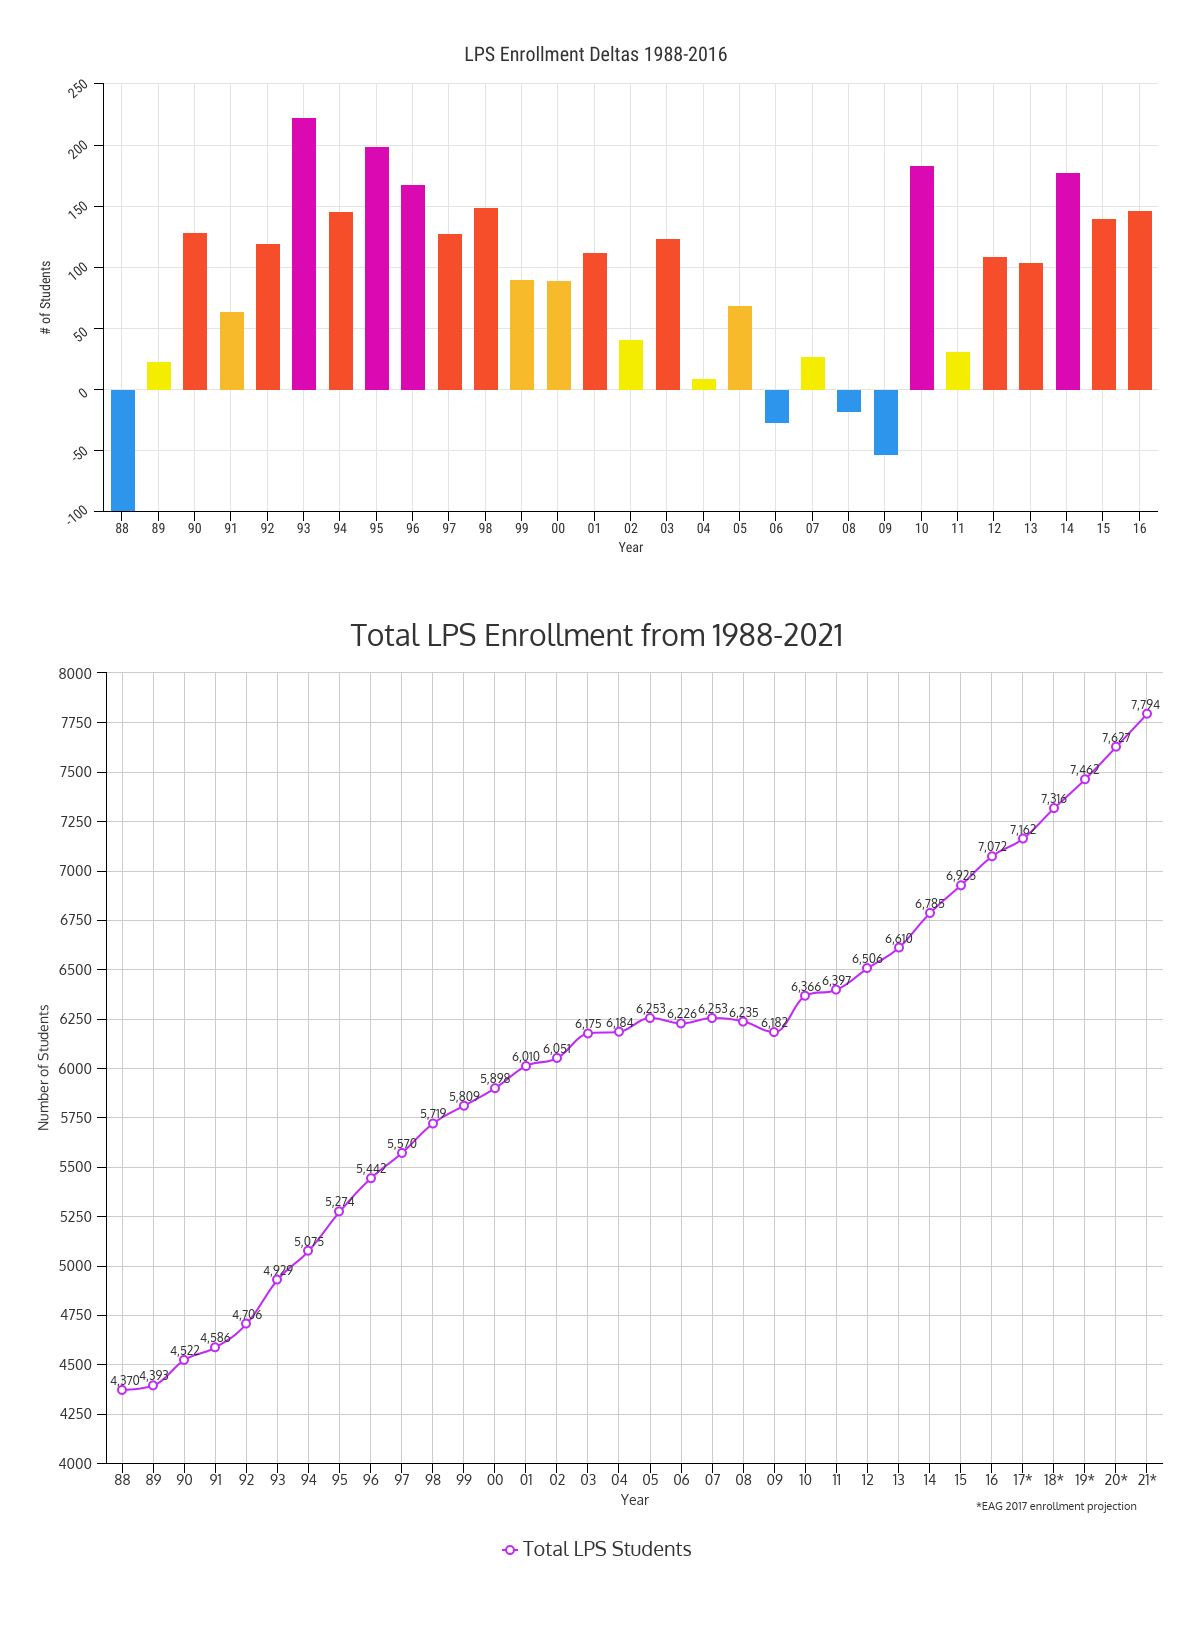 LPS Enrollment Deltas 1988-2016
250
200
150
100
50
0
-50
-100
# of Students
88 89 90 91 92 93 94 95 96 97 98 99 00 01 02 03 04 05 06 07 08 09 10 11 12 13 14 15 16
Year
Total LPS Enrollment from 1988-2021
8000
7750
7500
7250
7000
6750
6500
6250
6000
5750
5500
5250
5000
4750
4500
4250
4000
Number of Students
4,370 4,393 4,522 4,586 4,706 4,929 5,075 5,274 5,442 5,570 5,719 5,809 5,898 6,010 6,051 6,175 6,184 6,253 6,226 6,253 6,235 6,182 6,366 6,397 6,506 6,610 6,785 6,925 7,072 7,162 7,316 7,462 7,627 7,794
88 89 90 91 92 93 94 95 96 97 98 99 00 01 02 03 04 05 06 07 08 09 10 11 12 13 14 15 16 17* 18* 19* 20* 21*
Year
*EAG 2017 enrollment projection
Total LPS Students